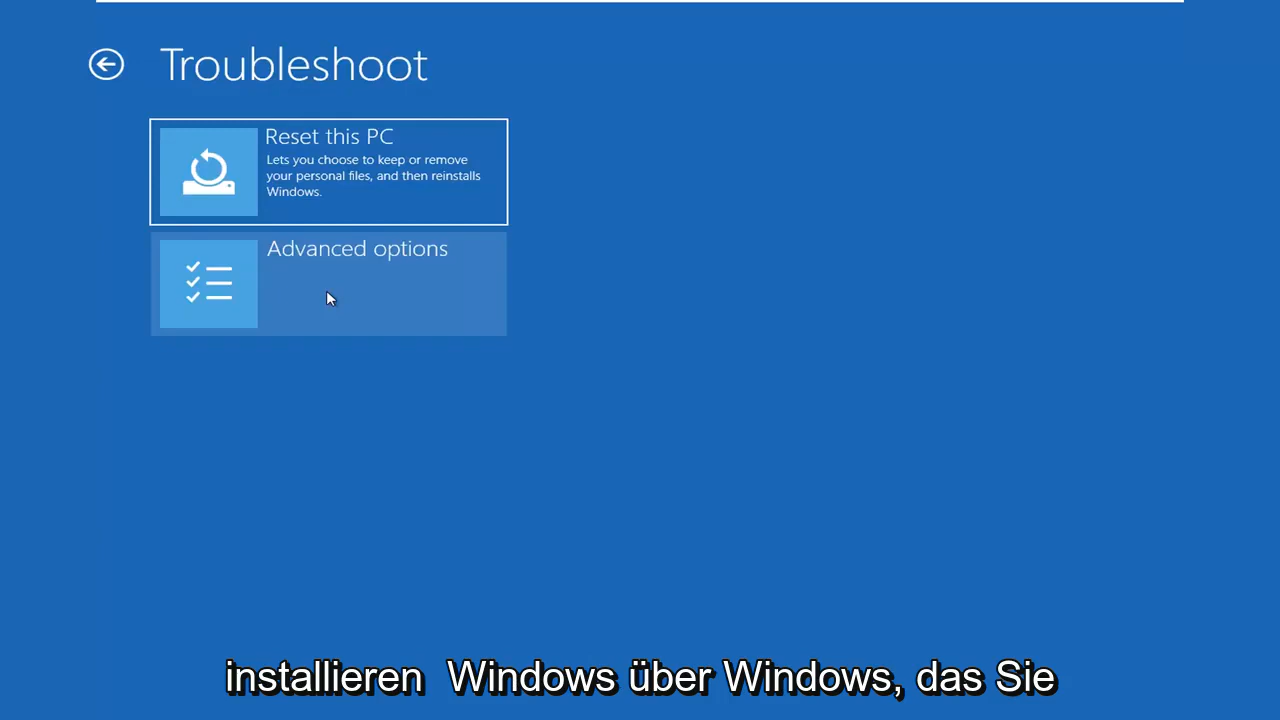 Troubleshoot
Reset this PC
Lets you choose to keep or remove
your personal files, and then reinstalls
Windows.
Advanced options
installieren Windows über Windows, das Sie